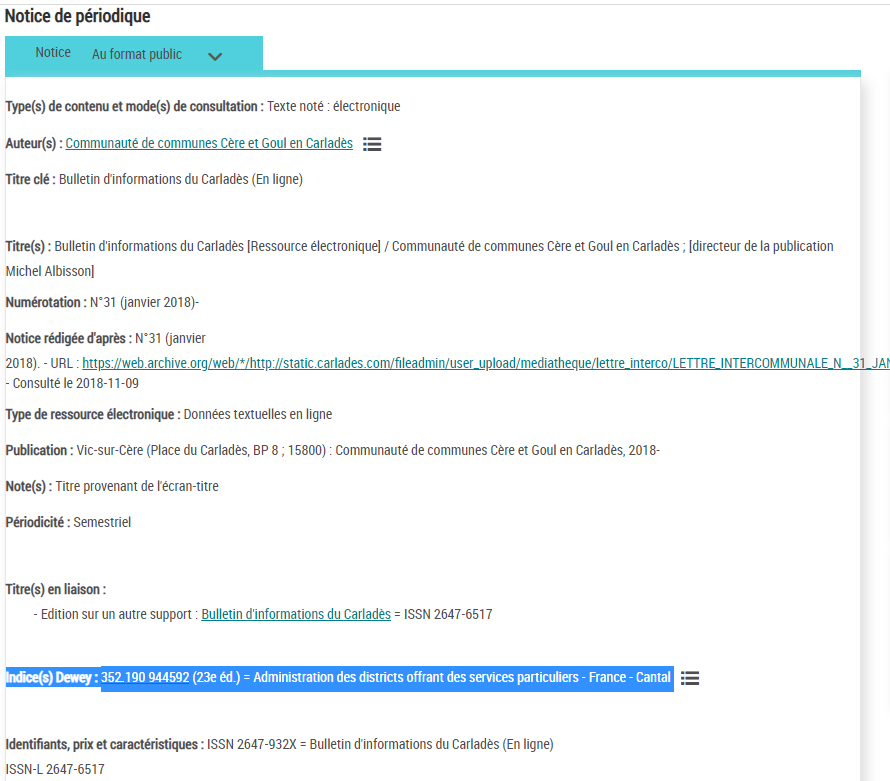 Notice de périodique
Notice Au format public
Type(s) de contenu et mode(s) de consultation : Texte noté : électronique
Auteur(s) : Communauté de communes Cère et Goul en Carladès
Titre clé : Bulletin d'informations du Carladès (En ligne)
Titre(s) : Bulletin d'informations du Carladès [Ressource électronique] / Communauté de communes Cère et Goul en Carladès ; [directeur de la publication
Michel Albisson]
Numérotation : N°31 (janvier 2018)-
Notice rédigée d'après : N°31 (janvier
2018). - URL : https://web.archive.org/web/*/http://static.carlades.com/fileadmin/user_upload/mediatheque/lettre_interco/LETTRE_INTERCOMMUNALE_N__31_JAN
- Consulté le 2018-11-09
Type de ressource électronique : Données textuelles en ligne
Publication : Vic-sur-Cère (Place du Carladès, BP 8 ; 15800) : Communauté de communes Cère et Goul en Carladès, 2018-
Note(s) : Titre provenant de l'écran-titre
Périodicité : Semestriel
Titre(s) en liaison :
- Edition sur un autre support : Bulletin d'informations du Carladès = ISSN 2647-6517
Indice(s) Dewey : 352.190 944592 (23e éd.) = Administration des districts offrant des services particuliers - France - Cantal
Identifiants, prix et caractéristiques : ISSN 2647-932X = Bulletin d'informations du Carladès (En ligne)
ISSN-L 2647-6517